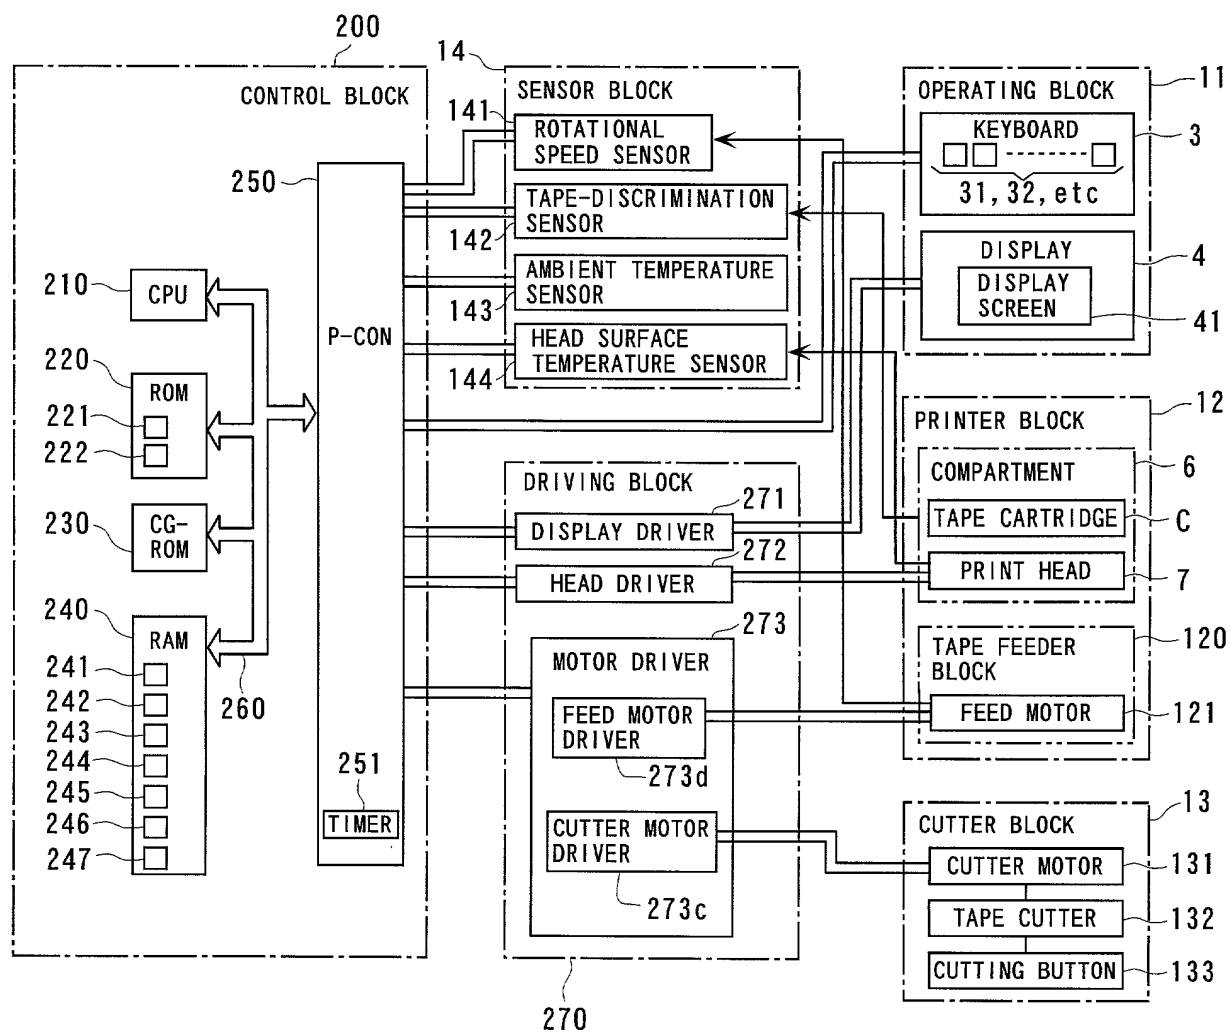 200
CONTROL BLOCK
250
P-CON
210
CPU
220
ROM
221
222
230
CG-
ROM
240
RAM
241
242
243
244
245
246
247
260
251
TIMER
14
SENSOR BLOCK
141
ROTATIONAL
SPEED SENSOR
TAPE-DISCRIMINATION
SENSOR
142
AMBIENT TEMPERATURE
SENSOR
143
HEAD SURFACE
TEMPERATURE SENSOR
144
DRIVING BLOCK
271
DISPLAY DRIVER
272
HEAD DRIVER
273
MOTOR DRIVER
FEED MOTOR
DRIVER
273d
CUTTER MOTOR
DRIVER
273c
270
11
OPERATING BLOCK
KEYBOARD
3
31, 32, etc
DISPLAY
4
DISPLAY
SCREEN
41
12
PRINTER BLOCK
6
COMPARTMENT
TAPE CARTRIDGE
C
PRINT HEAD
7
120
TAPE FEEDER
BLOCK
FEED MOTOR
121
13
CUTTER BLOCK
CUTTER MOTOR
131
TAPE CUTTER
132
CUTTING BUTTON
133